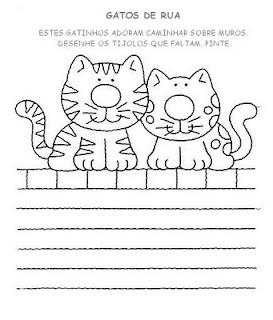 GATOS DE RUA
ESTES GATINHOS ADORAM CAMINHAR SOBRE MUROS.
DESENHE OS TIJOLOS QUE FALTAM. PINTE.